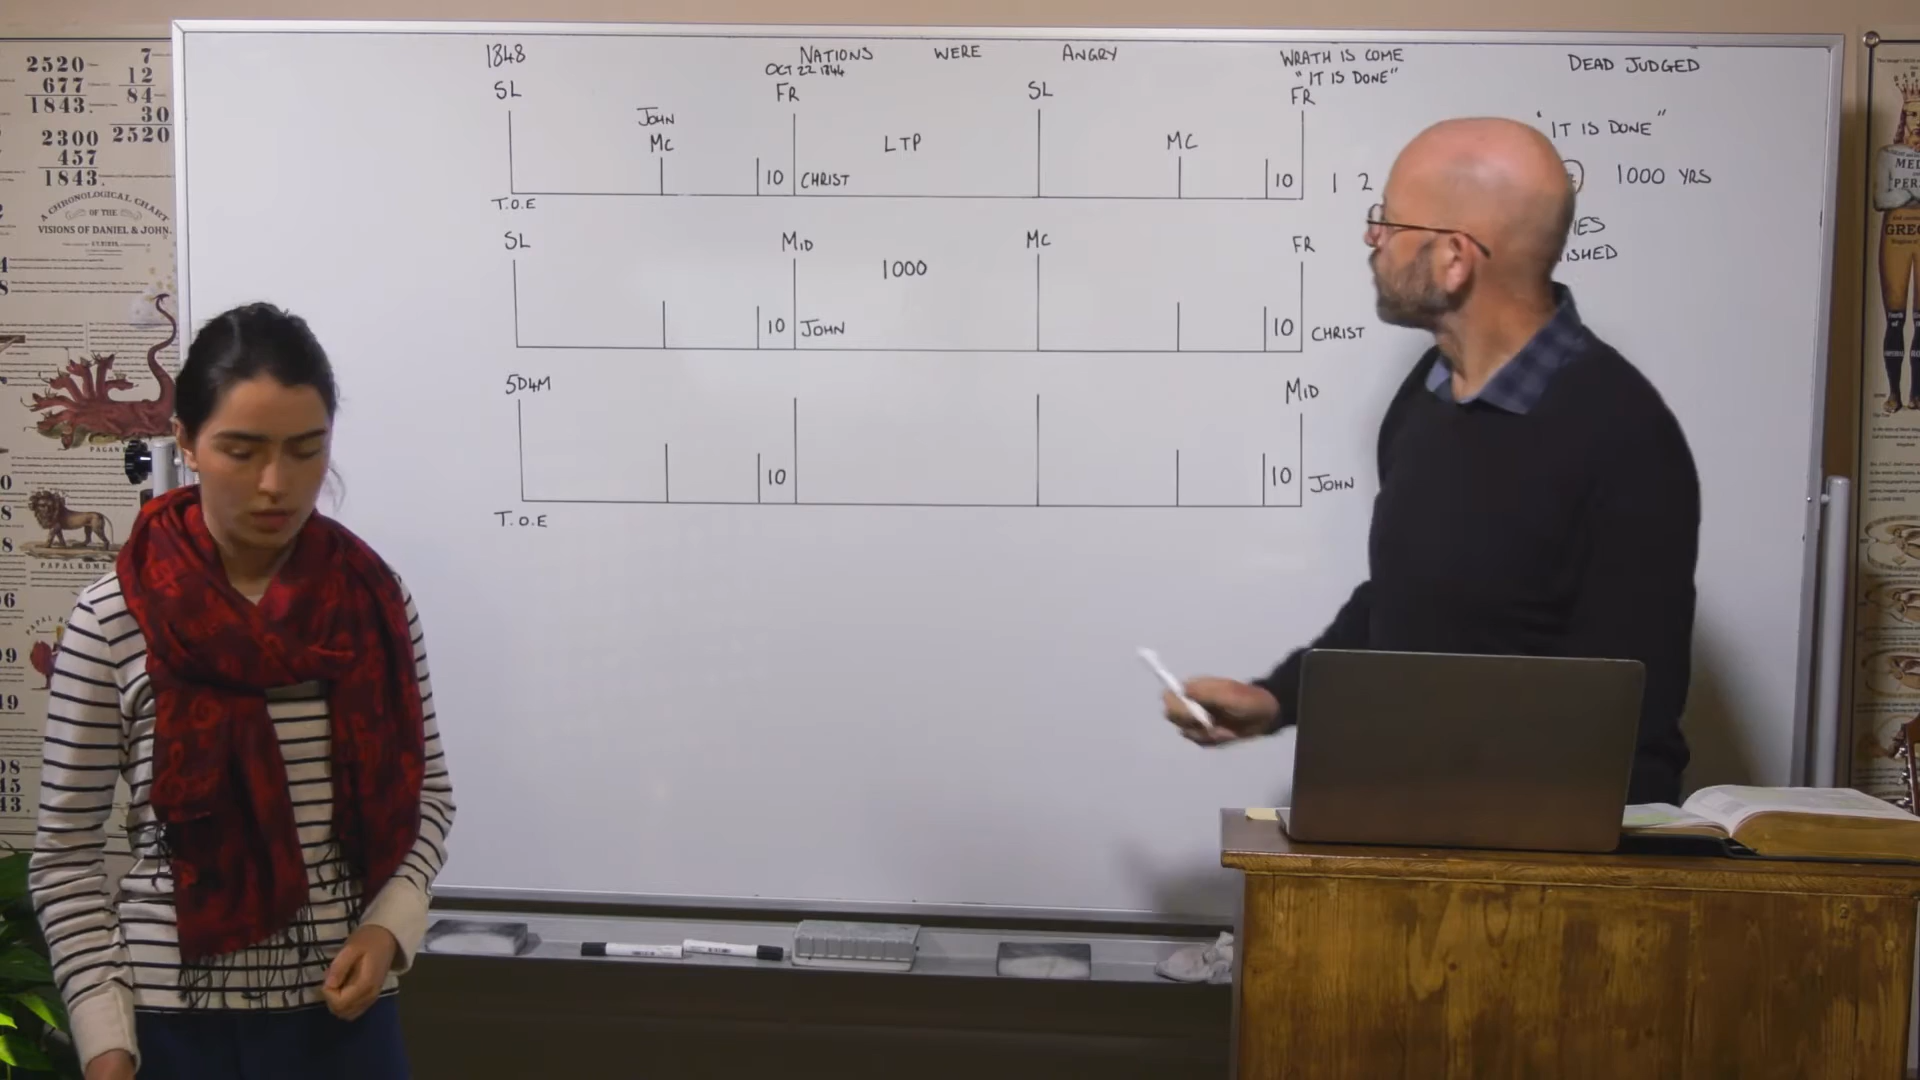 1848 NATIONS WERE ANGRY WRATH IS COME DEAD JUDGED
OCT 22 1844 "IT IS DONE"
SL FR SL FR
JOHN "IT IS DONE"
MC LTP MC
10 CHRIST 10 1 2 1000 YRS
T.O.E
SL MID MC FR
1000
10 JOHN 10 CHRIST
5D4M MID
10 10 JOHN
T.O.E
2520 7
677 12
1843. 84
30
2300 2520
457
1843.
A CHRONOLOGICAL CHART
OF THE
VISIONS OF DANIEL & JOHN.
PAGAN
PAPAL ROME